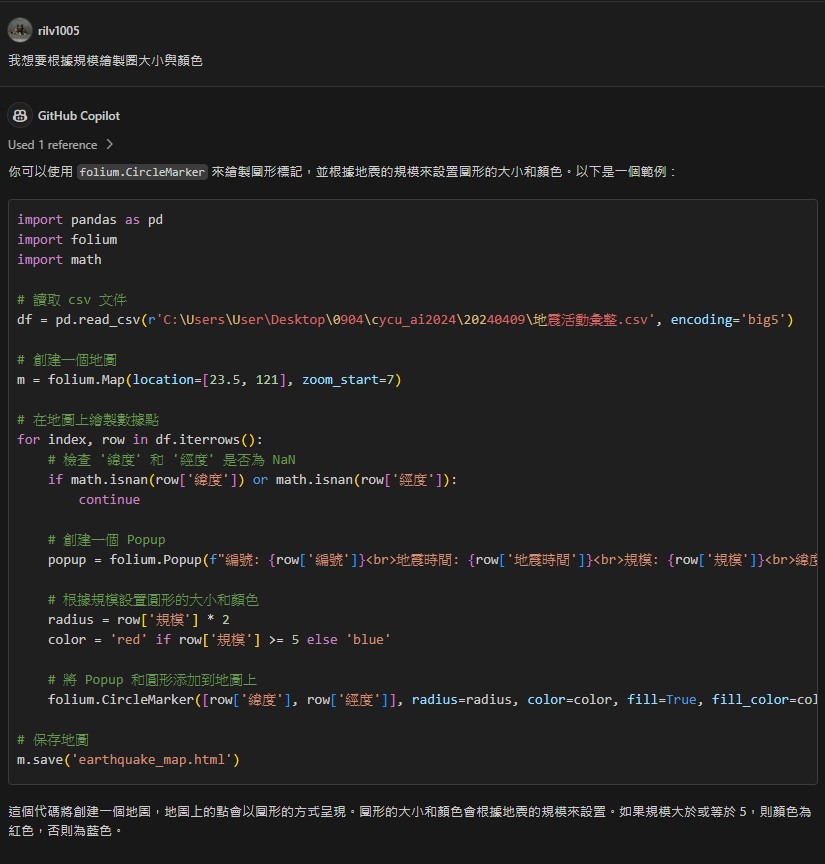 rilv1005
我想要根據規模繪製圈大小與顏色
GitHub Copilot
Used 1 reference
你可以使用 folium.CircleMarker 來繪製圓形標記，並根據地震的規模來設置圓形的大小和顏色。以下是一個範例：
import pandas as pd
import folium
import math
# 讀取 csv 文件
df = pd.read_csv(r'C:\Users\User\Desktop\0904\cycu_ai2024\20240409\地震活動彙整.csv', encoding='big5')
# 創建一個地圖
m = folium.Map(location=[23.5, 121], zoom_start=7)
# 在地圖上繪製數據點
for index, row in df.iterrows():
    # 檢查 '緯度' 和 '經度' 是否為 NaN
    if math.isnan(row['緯度']) or math.isnan(row['經度']):
        continue
    # 創建一個 Popup
    popup = folium.Popup(f"編號: {row['編號']}<br>地震時間: {row['地震時間']}<br>規模: {row['規模']}<br>緯度
    # 根據規模設置圓形的大小和顏色
    radius = row['規模'] * 2
    color = 'red' if row['規模'] >= 5 else 'blue'
    # 將 Popup 和圓形添加到地圖上
    folium.CircleMarker([row['緯度'], row['經度']], radius=radius, color=color, fill=True, fill_color=col
# 保存地圖
m.save('earthquake_map.html')
這個代碼將創建一個地圖，地圖上的點會以圓形的方式呈現。圓形的大小和顏色會根據地震的規模來設置。如果規模大於或等於 5，則顏色為
紅色，否則為藍色。